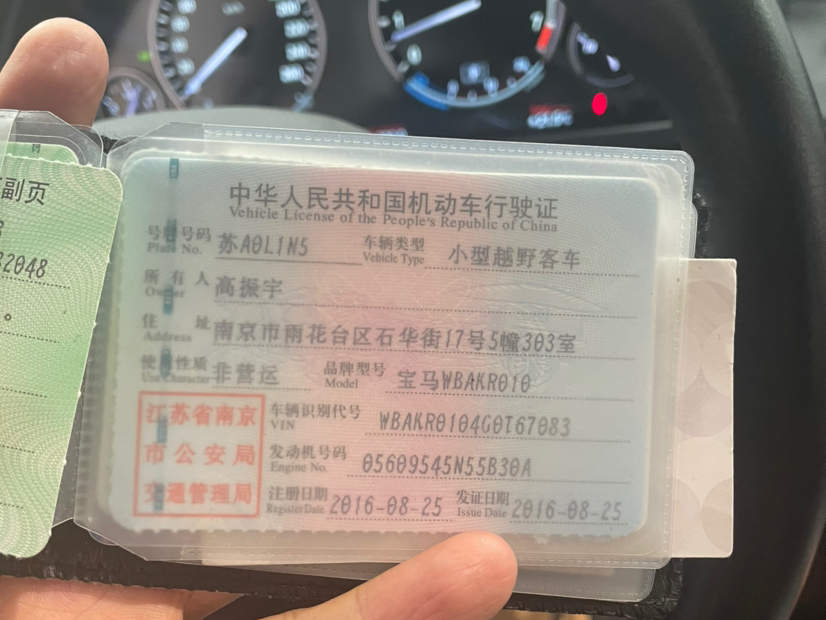 副页
2048
中华人民共和国机动车行驶证
Vehicle License of the People's Republic of China
号牌号码 苏A0L1N5 车辆类型 小型越野客车
Plate No. Vehicle Type
所有人 高振宇
Owner
住址 南京市雨花台区石华街17号5幢303室
Address
使用性质 非营运 品牌型号 宝马WBAKR010
Use Character Model
江苏省南京市公安局交通管理局
车辆识别代号 WBAKR0104G0T67083
VIN
发动机号码 05609545N55B30A
Engine No.
注册日期 2016-08-25 发证日期 2016-08-25
Register Date Issue Date